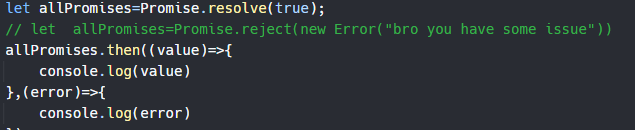 let allPromises=Promise.resolve(true);
// let  allPromises=Promise.reject(new Error("bro you have some issue"))
allPromises.then((value)=>{
    console.log(value)
},(error)=>{
    console.log(error)